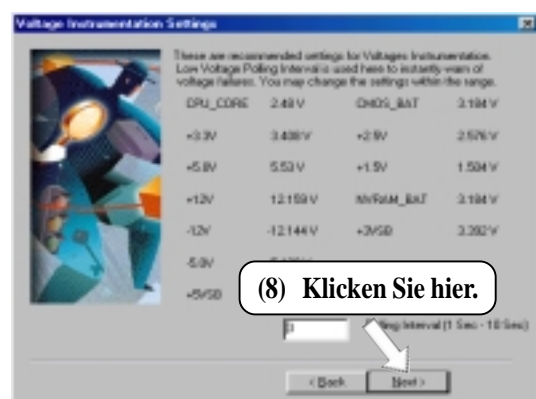 Voltage Instrumentation Settings
These are recommended settings for Voltages Instrumentation.
Low Voltage Polling Interval is used here to instantly warn of
voltage failures. You may change the settings within the range.
CPU_CORE 2.48 V CMOS_BAT 3.184 V
+3.3V 3.408 V +2.5V 2.576 V
+5.0V 5.53 V +1.5V 1.504 V
+12V 12.159 V NVRAM_BAT 3.184 V
-12V -12.144 V +3VSB 3.392 V
-5.0V
+5VSB
(8) Klicken Sie hier.
Interval (1 Sec - 10 Sec)
< Back Next >